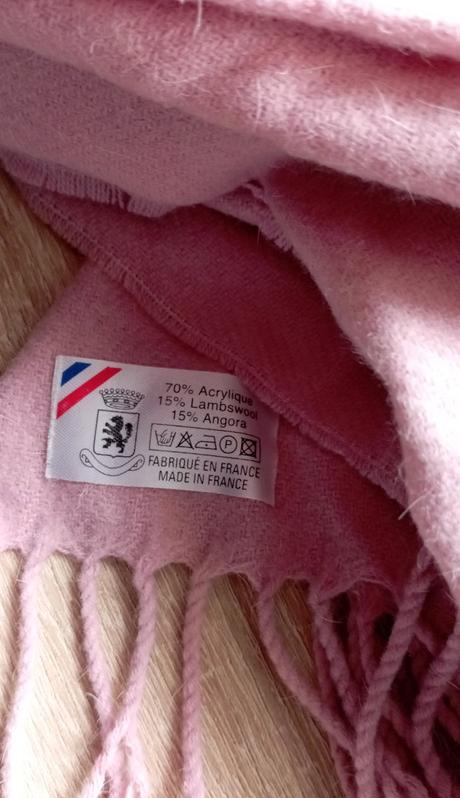 70% Acrylique
15% Lambswool
15% Angora
P
FABRIQUÉ EN FRANCE
MADE IN FRANCE